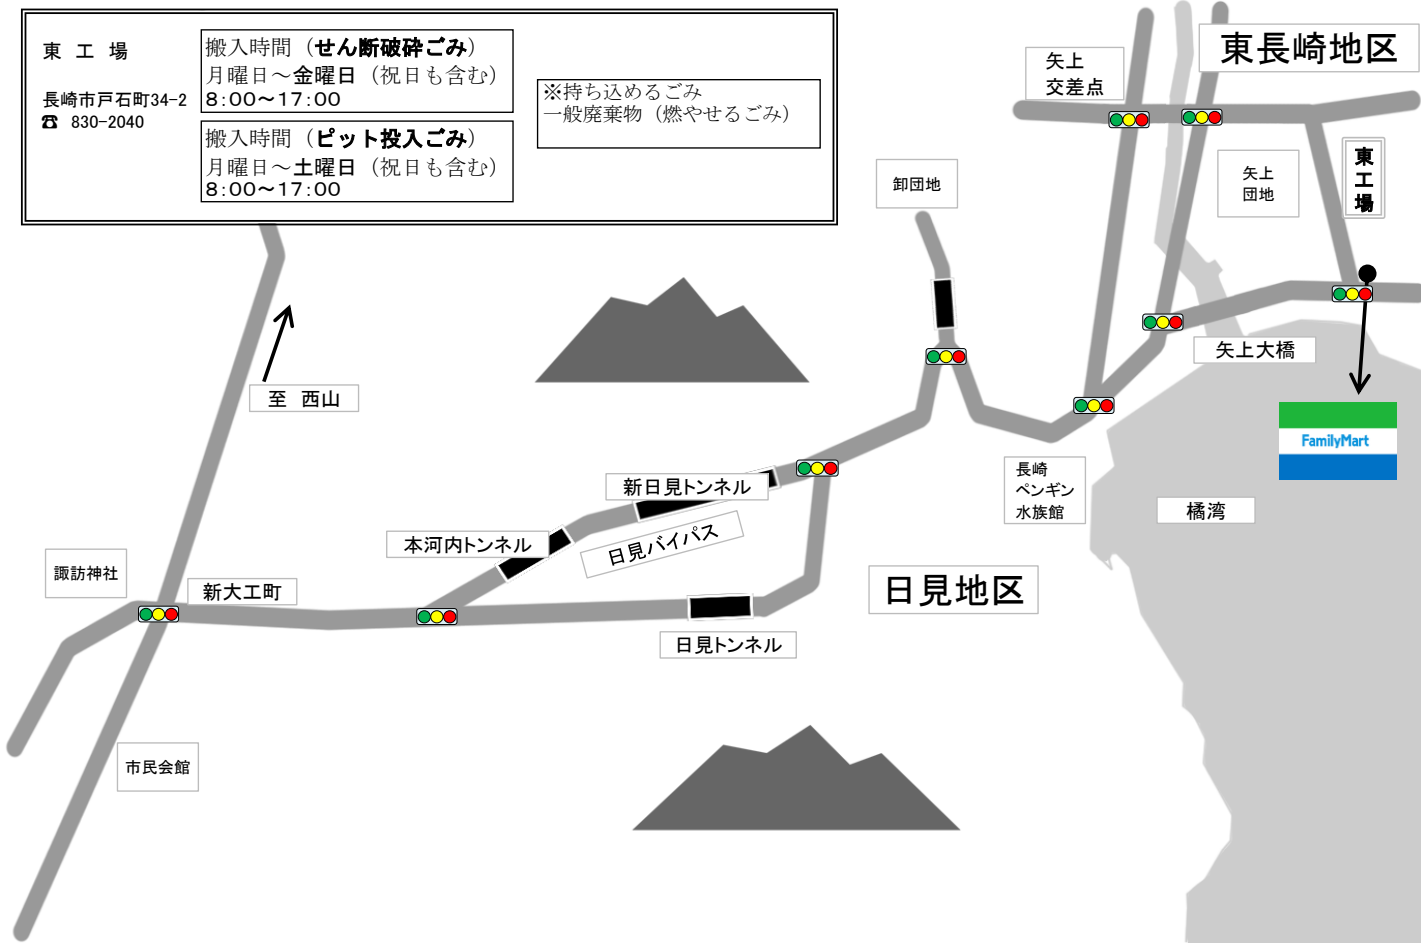 東 工 場
長崎市戸石町34-2
☎ 830-2040
搬入時間（せん断破砕ごみ）
月曜日～金曜日（祝日も含む）
8:00～17:00
搬入時間（ピット投入ごみ）
月曜日～土曜日（祝日も含む）
8:00～17:00
※持ち込めるごみ
一般廃棄物（燃やせるごみ）
東長崎地区
矢上
交差点
東工場
矢上
団地
卸団地
矢上大橋
至 西山
FamilyMart
長崎
ペンギン
水族館
橘湾
新日見トンネル
本河内トンネル
日見バイパス
諏訪神社
新大工町
日見地区
日見トンネル
市民会館